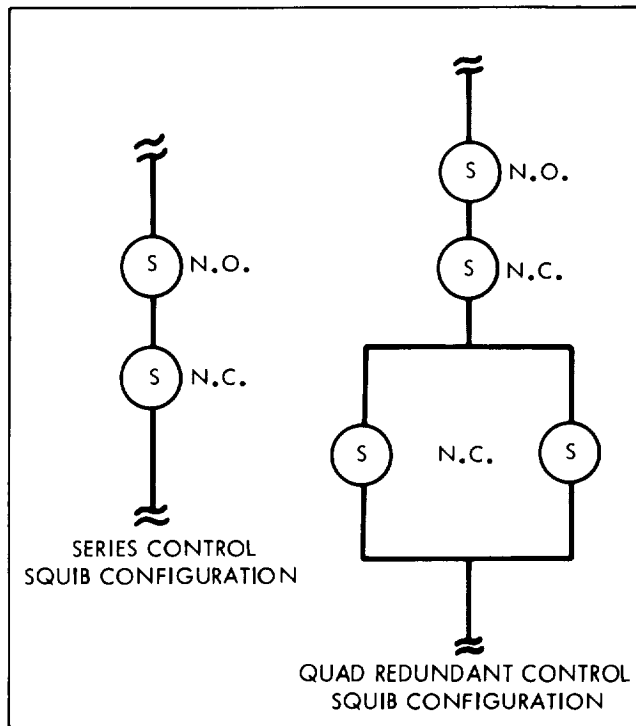 S N.O.
S N.C.
SERIES CONTROL
SQUIB CONFIGURATION
S N.O.
S N.C.
S N.C. S
QUAD REDUNDANT CONTROL
SQUIB CONFIGURATION